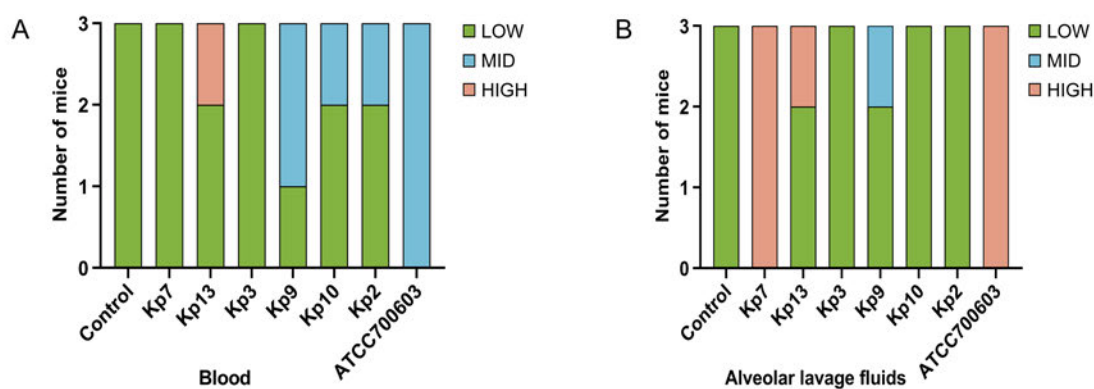 A
Number of mice
3
2
1
0
Control
Kp7
Kp13
Kp3
Kp9
Kp10
Kp2
ATCC700603
Blood
LOW
MID
HIGH
B
Number of mice
3
2
1
0
Control
Kp7
Kp13
Kp3
Kp9
Kp10
Kp2
ATCC700603
Alveolar lavage fluids
LOW
MID
HIGH